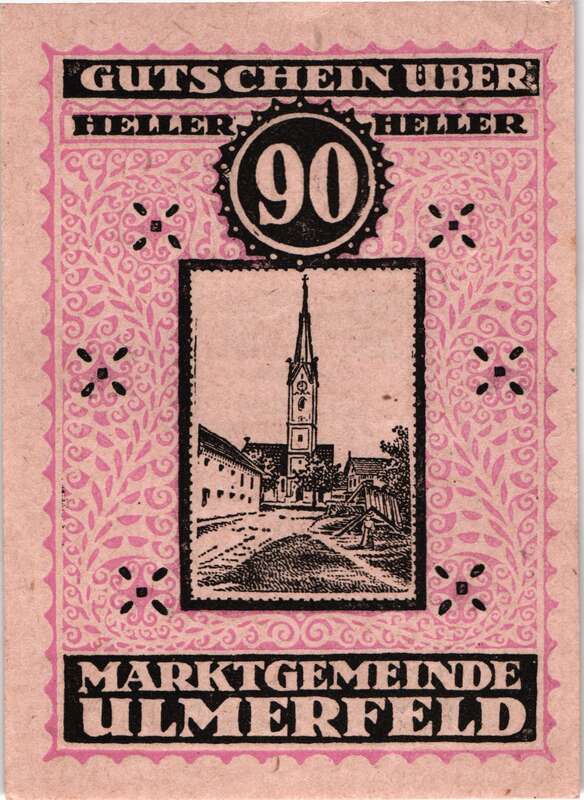 GUTSCHEIN ÜBER
HELLER 90 HELLER
MARKTGEMEINDE
ULMERFELD